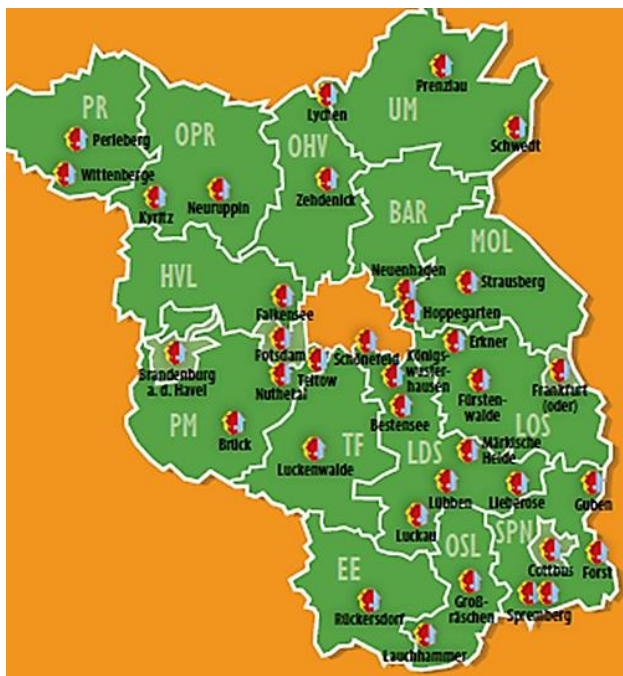 Prenzlau
PR
Lychen
UM
OPR
Schwedt
Perleberg
OHV
Wittenberge
Kyritz
Neuruppin
Zehdenick
BAR
MOL
HVL
Neuenhagen
Strausberg
Falkensee
Hoppegarten
Potsdam
Schönefeld
Erkner
Brandenburg
a. d. Havel
Nuthetal
Teltow
Königs-
wuster-
hausen
Fürsten-
walde
Frankfurt
(oder)
Bestensee
LOS
PM
Brück
TF
Luckenwalde
LDS
Märkische
Heide
Lübben
Lieberose
Guben
Luckau
OSL
SPN
Cottbus
Forst
EE
Rückersdorf
Groß-
räschen
Spremberg
Lauchhammer